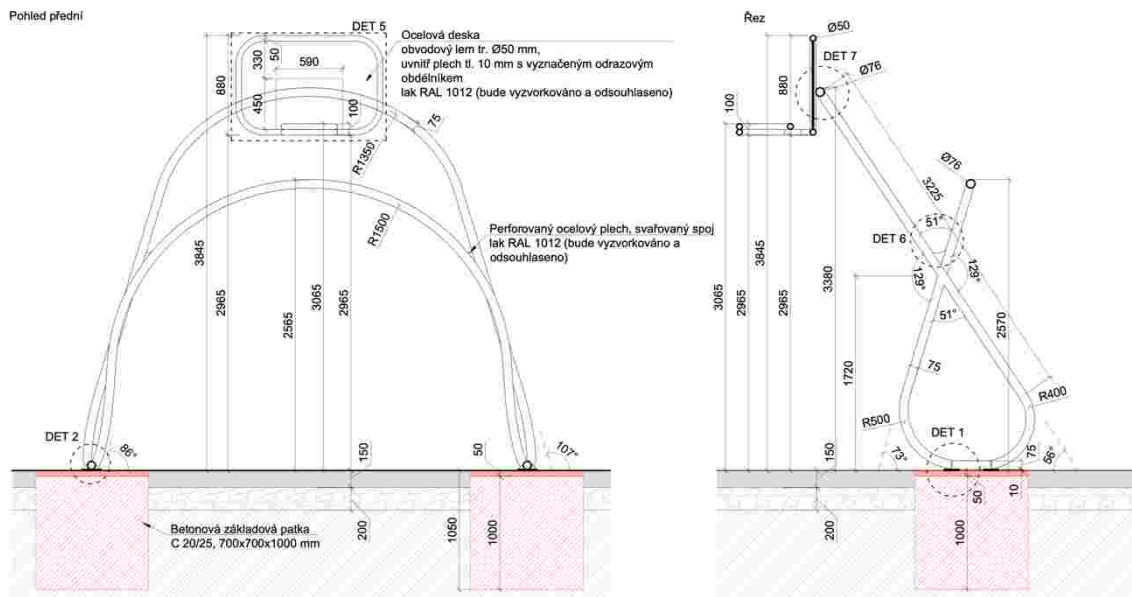 Pohled přední
DET 5
Ocelová deska
obvodový lem tr. Ø50 mm,
uvnitř plech tl. 10 mm s vyznačeným odrazovým
obdélníkem
lak RAL 1012 (bude vyzvorkováno a odsouhlaseno)
880
330
50
590
450
100
75
R1350
R1500
Perforovaný ocelový plech, svařovaný spoj
lak RAL 1012 (bude vyzvorkováno a
odsouhlaseno)
3845
2965
2565
3065
2965
DET 2
86°
150
50
107°
200
1050
1000
Betonová základová patka
C 20/25, 700x700x1000 mm
Řez
Ø50
DET 7
Ø76
880
100
Ø76
3225
51°
DET 6
129°
129°
51°
3845
3065
2965
2965
3380
2570
1720
75
R400
R500
DET 1
150
73°
75
56°
50
10
200
1000